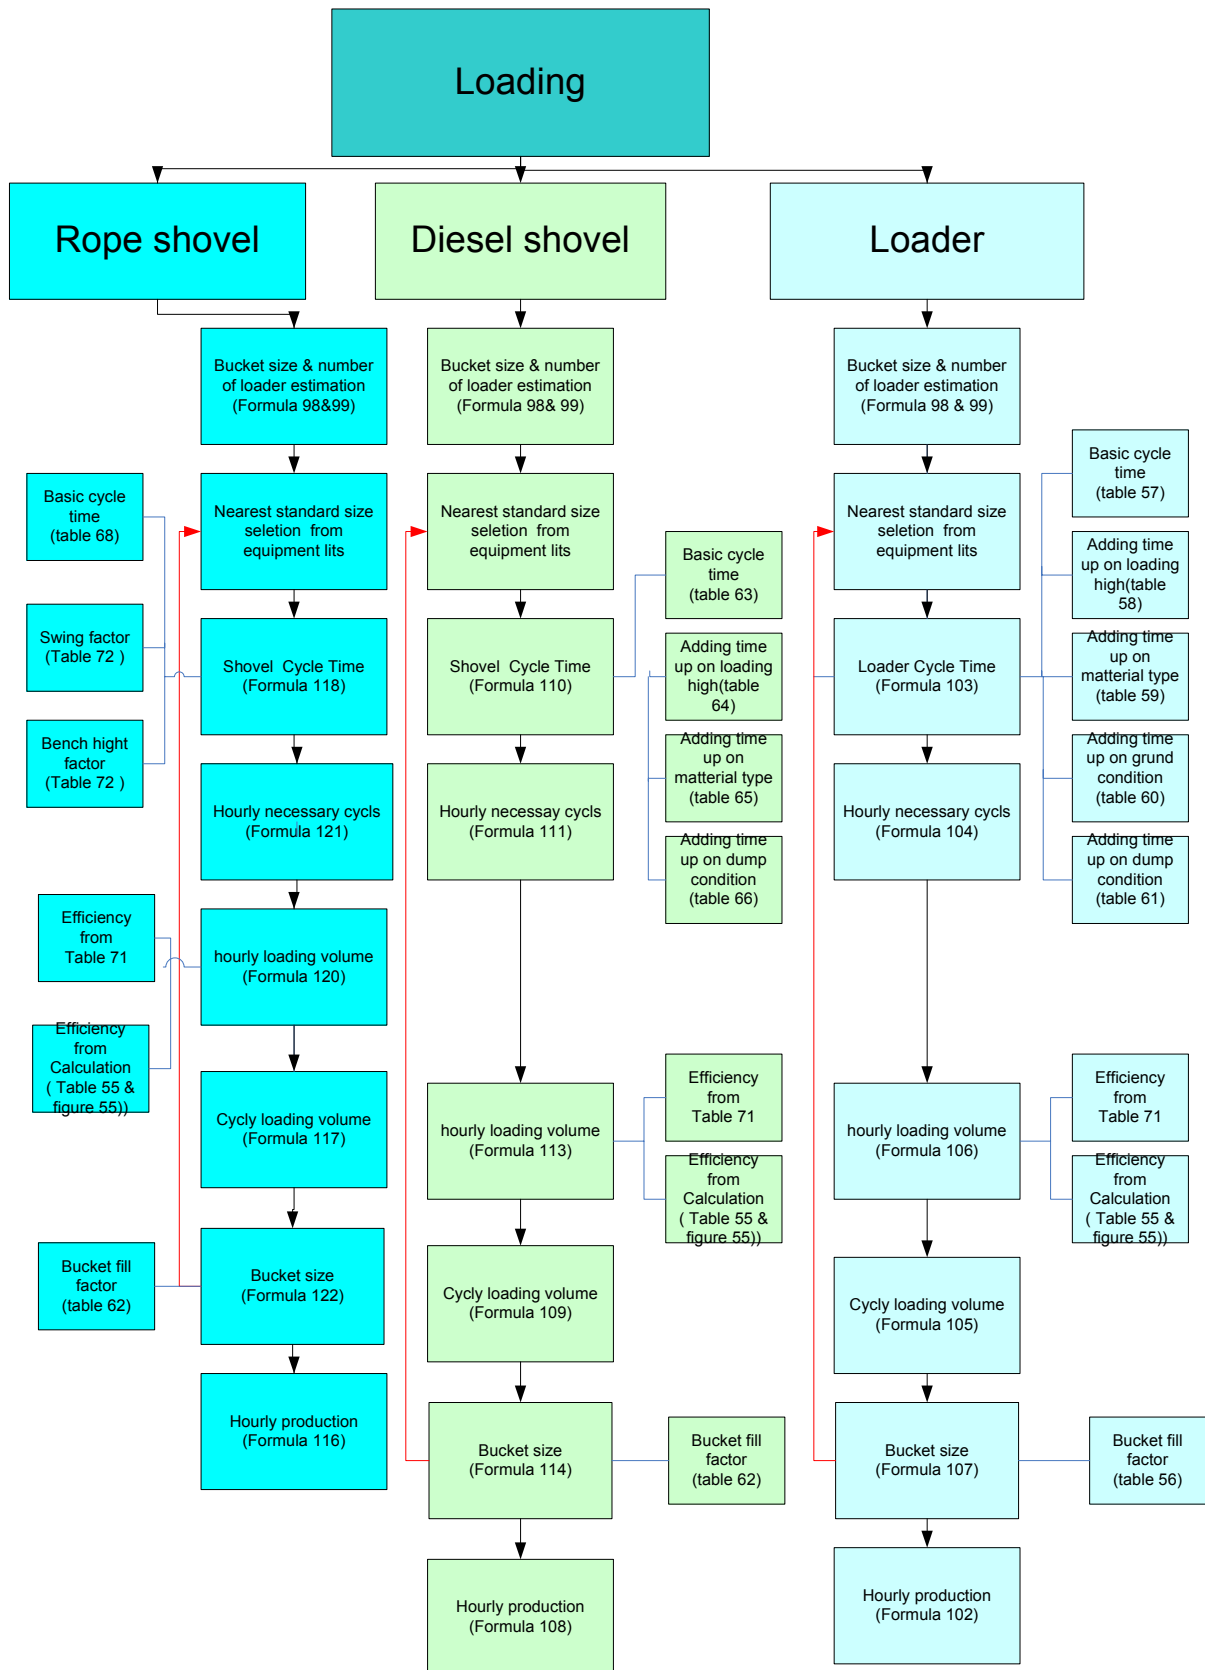 Loading
Rope shovel
Diesel shovel
Loader
Bucket size & number
of loader estimation
(Formula 98&99)
Nearest standard size
seletion  from
equipment lits
Basic cycle
time
(table 68)
Swing factor
(Table 72 )
Bench hight
factor
(Table 72 )
Shovel  Cycle Time
(Formula 118)
Hourly necessary cycls
(Formula 121)
Efficiency
from
Table 71
Efficiency
from
Calculation
( Table 55 &
figure 55))
hourly loading volume
(Formula 120)
Cycly loading volume
(Formula 117)
Bucket fill
factor
(table 62)
Bucket size
(Formula 122)
Hourly production
(Formula 116)
Bucket size & number
of loader estimation
(Formula 98& 99)
Nearest standard size
seletion  from
equipment lits
Shovel  Cycle Time
(Formula 110)
Basic cycle
time
(table 63)
Adding time
up on loading
high(table
64)
Adding time
up on
matterial type
(table 65)
Adding time
up on dump
condition
(table 66)
Hourly necessay cycls
(Formula 111)
hourly loading volume
(Formula 113)
Efficiency
from
Table 71
Efficiency
from
Calculation
( Table 55 &
figure 55))
Cycly loading volume
(Formula 109)
Bucket size
(Formula 114)
Bucket fill
factor
(table 62)
Hourly production
(Formula 108)
Bucket size & number
of loader estimation
(Formula 98 & 99)
Nearest standard size
seletion  from
equipment lits
Loader Cycle Time
(Formula 103)
Basic cycle
time
(table 57)
Adding time
up on loading
high(table
58)
Adding time
up on
matterial type
(table 59)
Adding time
up on grund
condition
(table 60)
Adding time
up on dump
condition
(table 61)
Hourly necessary cycls
(Formula 104)
hourly loading volume
(Formula 106)
Efficiency
from
Table 71
Efficiency
from
Calculation
( Table 55 &
figure 55))
Cycly loading volume
(Formula 105)
Bucket size
(Formula 107)
Bucket fill
factor
(table 56)
Hourly production
(Formula 102)